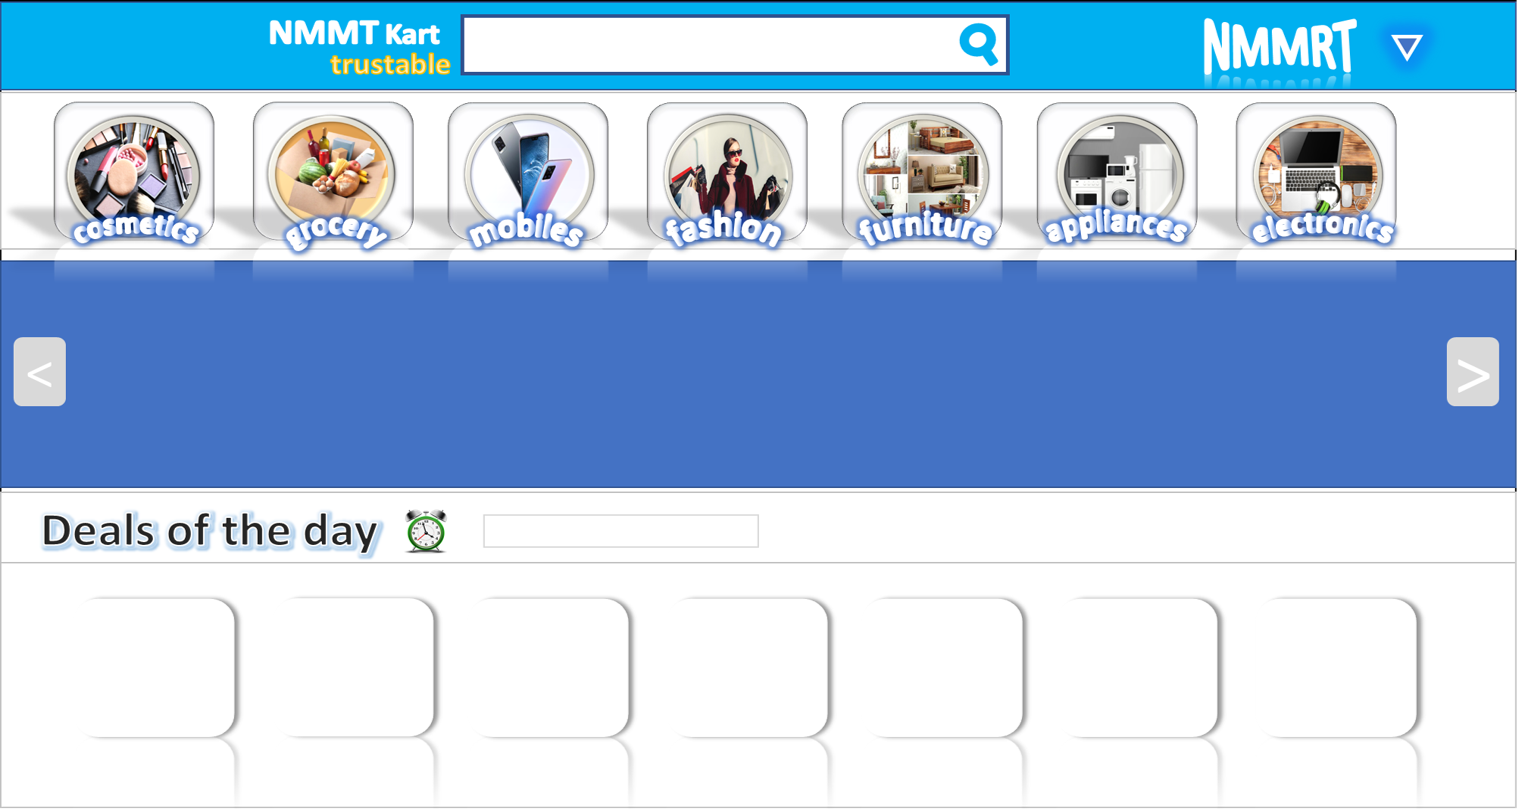 NMMT Kart
trustable
NMMRT
cosmetics
grocery
mobiles
fashion
furniture
appliances
electronics
<
>
Deals of the day